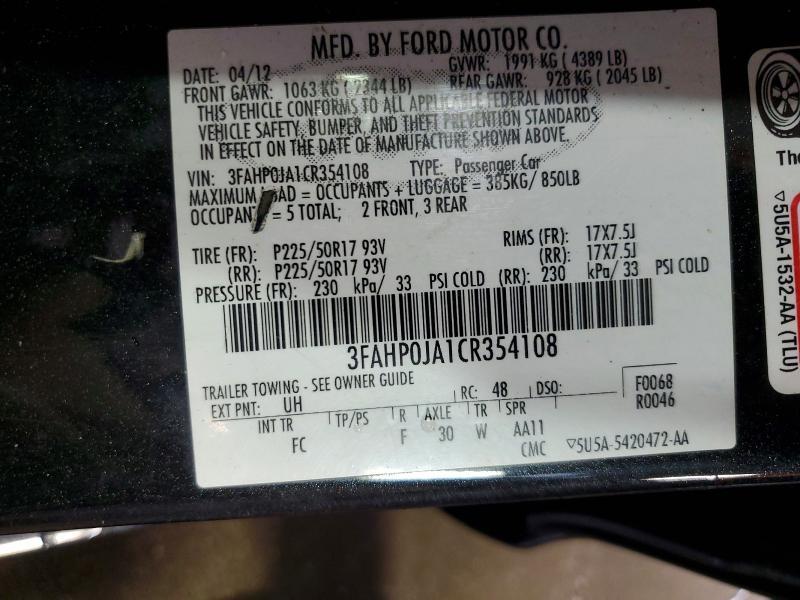 MFD. BY FORD MOTOR CO.
DATE: 04/12 GVWR: 1991 KG ( 4389 LB)
FRONT GAWR: 1063 KG ( 2344 LB) REAR GAWR: 928 KG ( 2045 LB)
THIS VEHICLE CONFORMS TO ALL APPLICABLE FEDERAL MOTOR
VEHICLE SAFETY, BUMPER, AND THEFT PREVENTION STANDARDS
IN EFFECT ON THE DATE OF MANUFACTURE SHOWN ABOVE.
VIN: 3FAHP0JA1CR354108 TYPE: Passenger Car
MAXIMUM LOAD = OCCUPANTS + LUGGAGE = 385KG/ 850LB
OCCUPAN = 5 TOTAL; 2 FRONT, 3 REAR
TIRE (FR): P225/50R17 93V RIMS (FR): 17X7.5J
(RR): P225/50R17 93V (RR): 17X7.5J
PRESSURE (FR): 230 kPa/ 33 PSI COLD (RR): 230 kPa/ 33 PSI COLD
3FAHP0JA1CR354108
TRAILER TOWING - SEE OWNER GUIDE
EXT PNT: UH RC: 48 DSO: F0068
R0046
INT TR TP/PS R AXLE TR SPR
FC F 30 W AA11
CMC ▽5U5A-5420472-AA
The
▽5U5A-1532-AA (TLU)